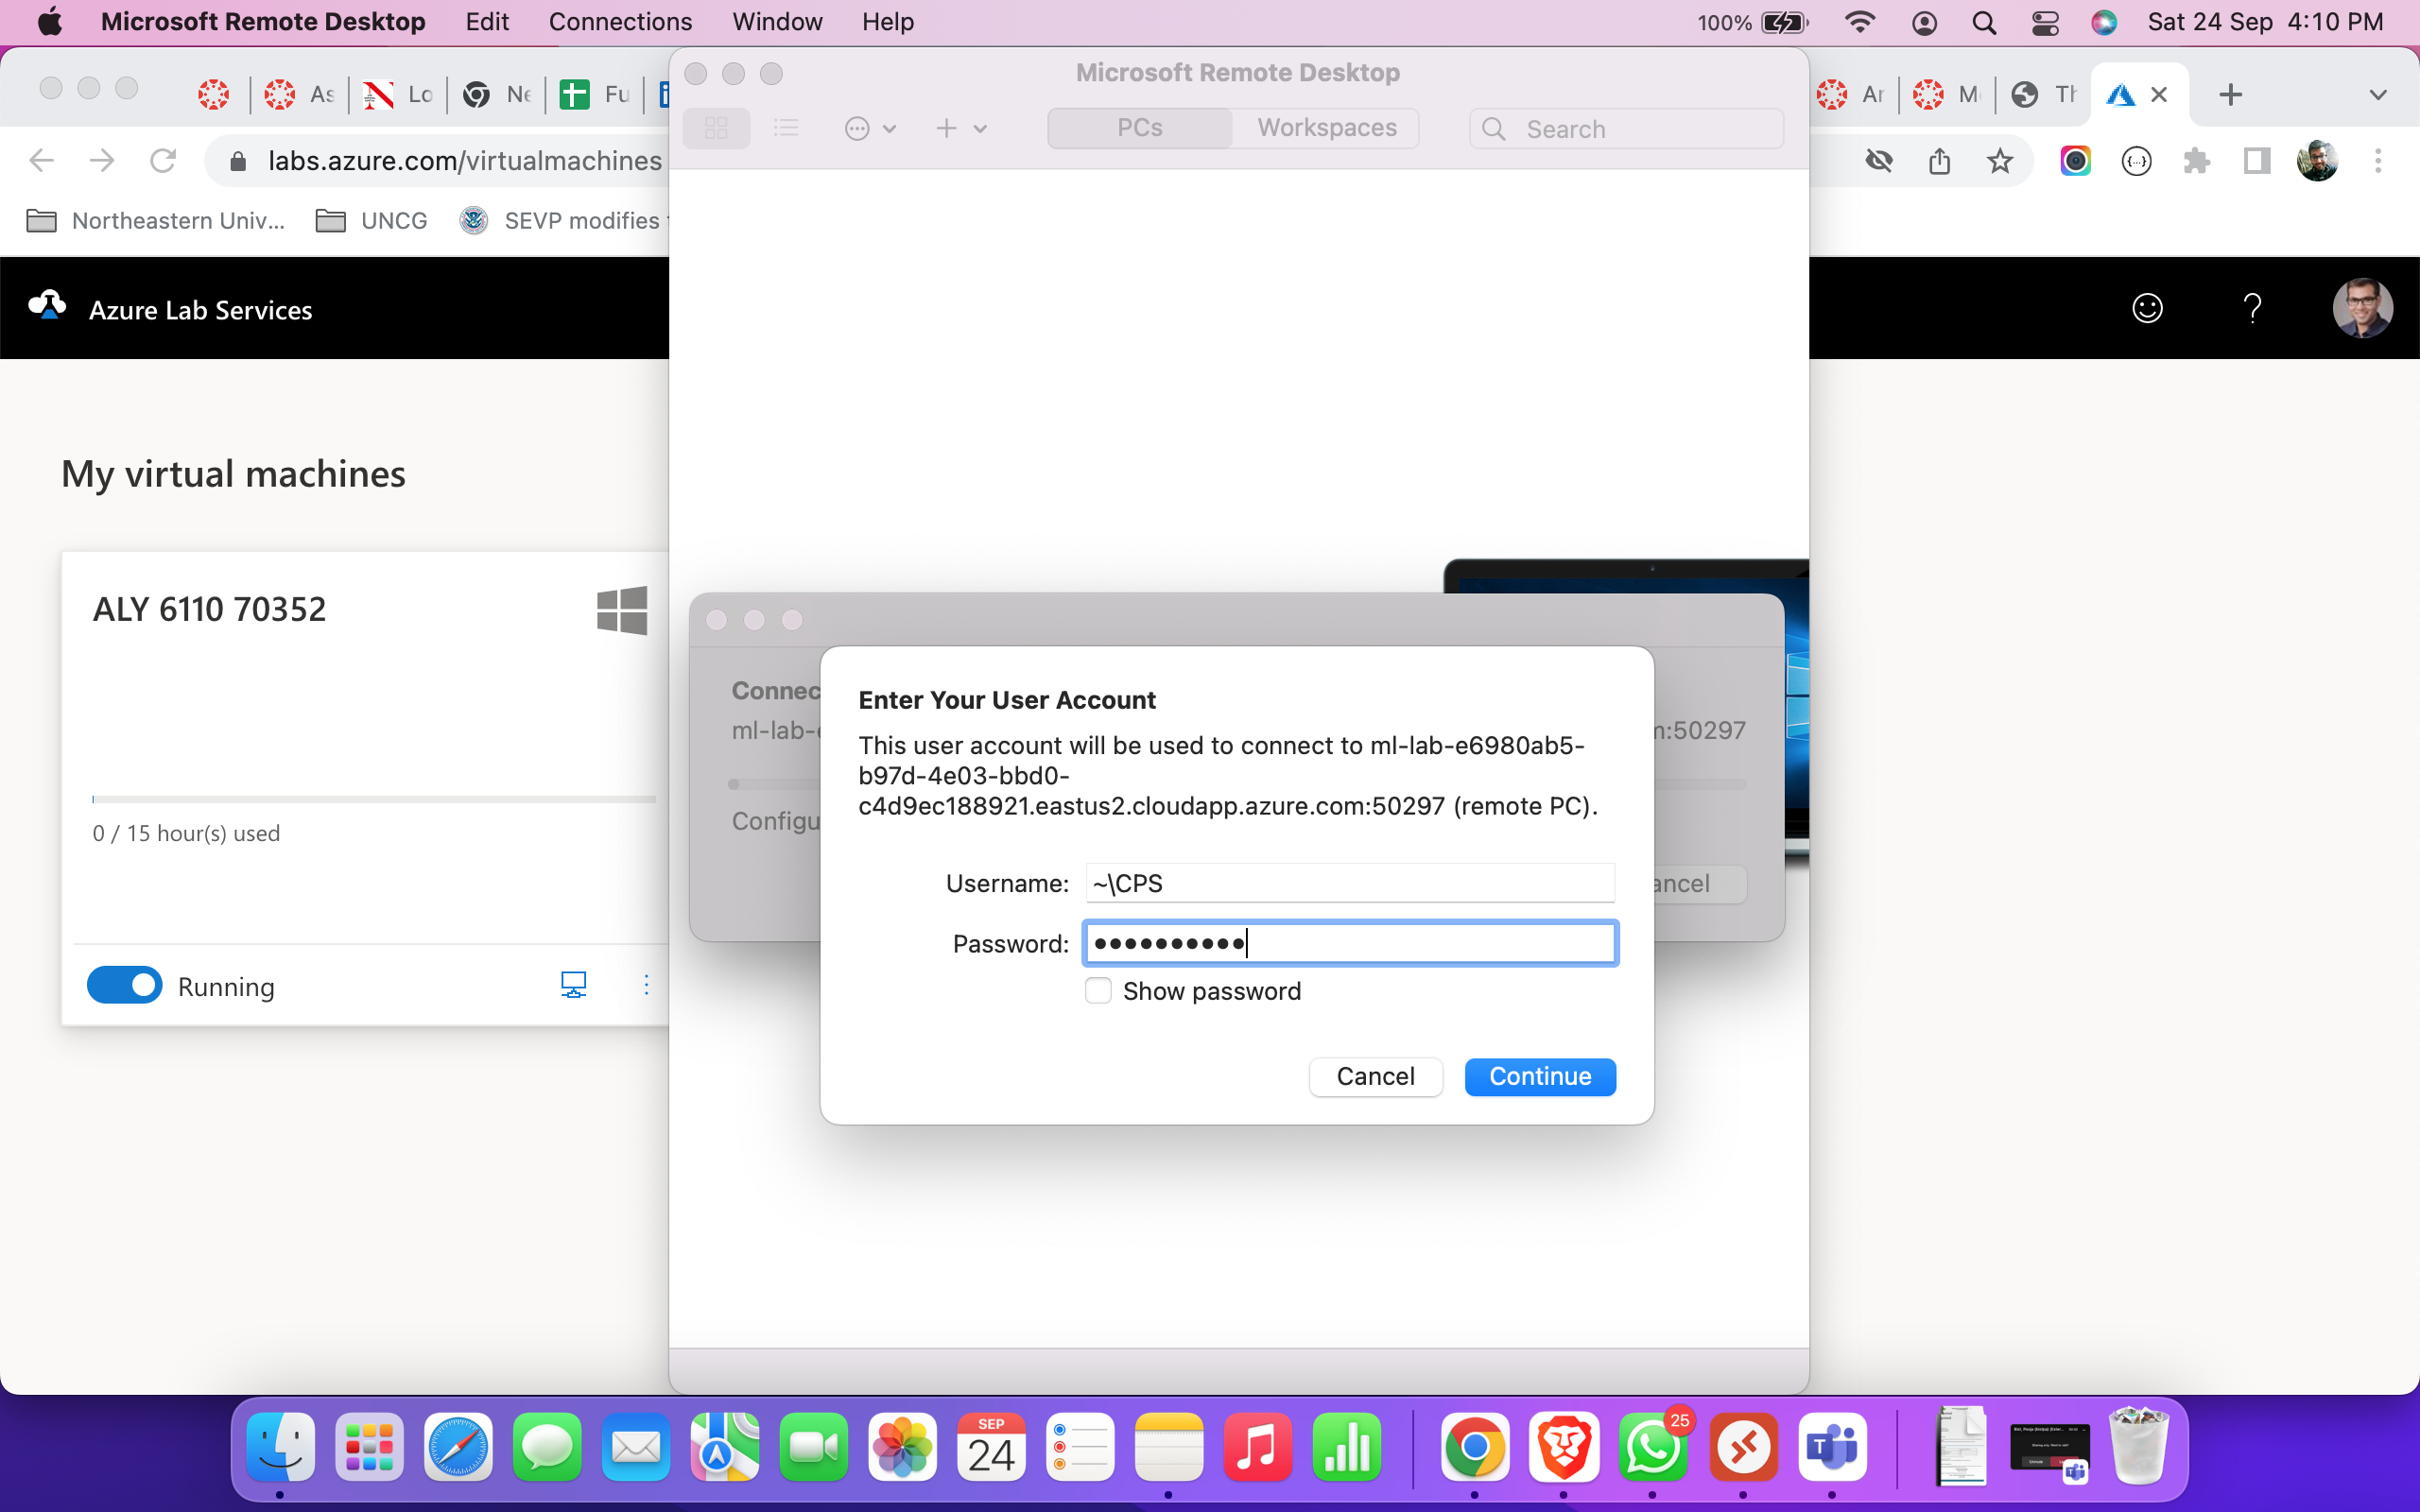 Microsoft Remote Desktop Edit Connections Window Help 100% Sat 24 Sep 4:10 PM
As Lo Ne Fu Ar M Th
Microsoft Remote Desktop
PCs Workspaces Search
labs.azure.com/virtualmachines
Northeastern Univ... UNCG SEVP modifies
Azure Lab Services
My virtual machines
ALY 6110 70352
0 / 15 hour(s) used
Running
Connec
ml-lab- :50297
Configu
ancel
Enter Your User Account
This user account will be used to connect to ml-lab-e6980ab5-
b97d-4e03-bbd0-
c4d9ec188921.eastus2.cloudapp.azure.com:50297 (remote PC).
Username: ~\CPS
Password: ●●●●●●●●●●
Show password
Cancel Continue
SEP
24
25